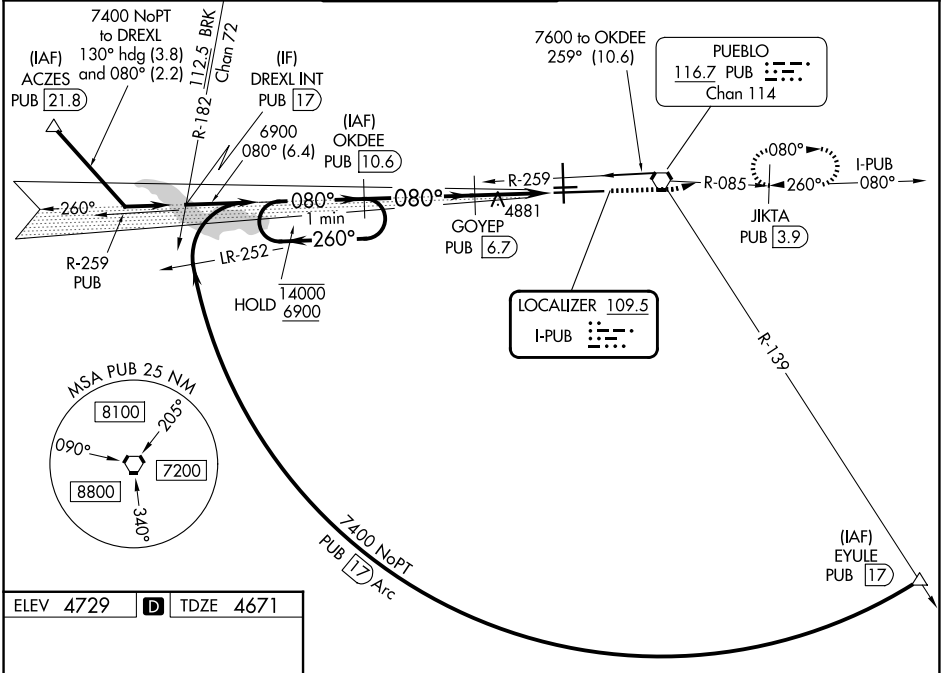 7400 NoPT
to DREXL
130° hdg (3.8)
and 080° (2.2)
(IAF)
ACZES
PUB 21.8
R-182
112.5 BRK
Chan 72
(IF)
DREXL INT
PUB 17
6900
080° (6.4)
(IAF)
OKDEE
PUB 10.6
7600 to OKDEE
259° (10.6)
PUEBLO
116.7 PUB
Chan 114
260°
R-259
PUB
080°
1 min
260°
LR-252
HOLD
14000
6900
080°
R-259
GOYEP
PUB 6.7
4881
R-085
080°
260°
I-PUB
080°
JIKTA
PUB 3.9
LOCALIZER 109.5
I-PUB
R-139
MSA PUB 25 NM
8100
205°
090°
7200
8800
340°
7400 NoPT
PUB 17 Arc
(IAF)
EYULE
PUB 17
ELEV 4729 D TDZE 4671